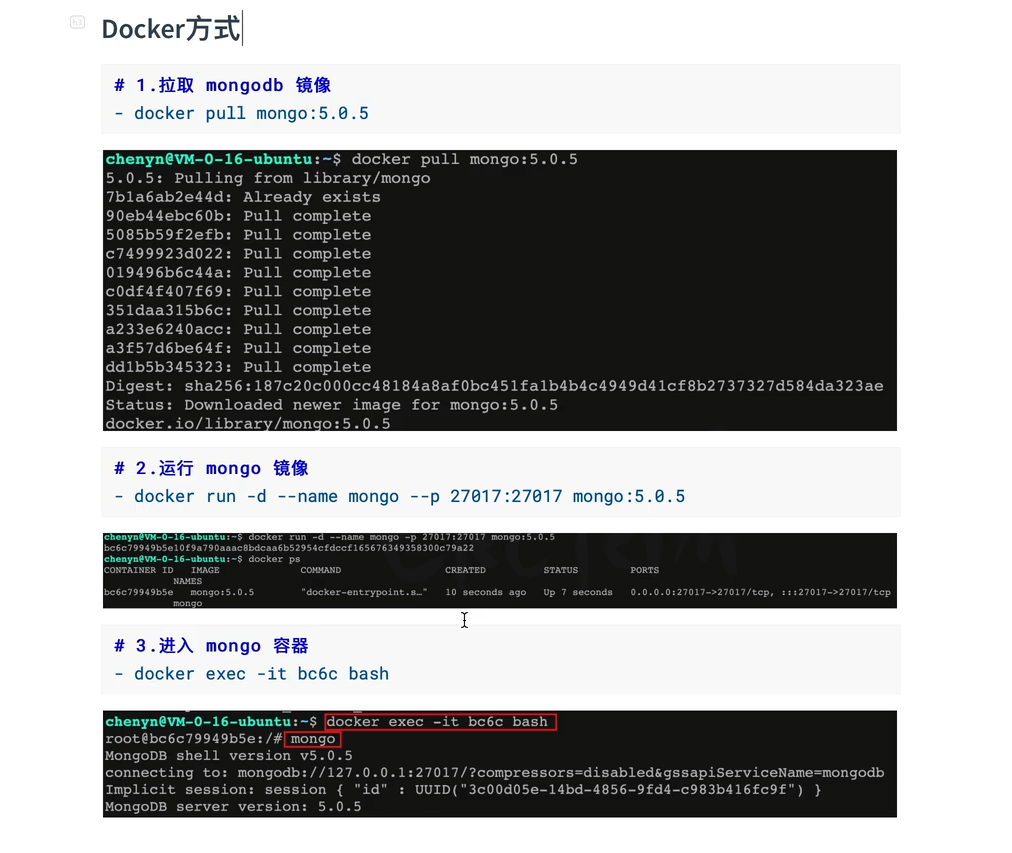 Docker方式
# 1.拉取 mongodb 镜像
- docker pull mongo:5.0.5
chenyn@VM-0-16-ubuntu:~$ docker pull mongo:5.0.5
5.0.5: Pulling from library/mongo
7b1a6ab2e44d: Already exists
90eb44ebc60b: Pull complete
5085b59f2efb: Pull complete
c7499923d022: Pull complete
019496b6c44a: Pull complete
c0df4f407f69: Pull complete
351daa315b6c: Pull complete
a233e6240acc: Pull complete
a3f57d6be64f: Pull complete
dd1b5b345323: Pull complete
Digest: sha256:187c20c000cc48184a8af0bc451fa1b4b4c4949d41cf8b2737327d584da323ae
Status: Downloaded newer image for mongo:5.0.5
docker.io/library/mongo:5.0.5
# 2.运行 mongo 镜像
- docker run -d --name mongo --p 27017:27017 mongo:5.0.5
chenyn@VM-0-16-ubuntu:~$ docker run -d --name mongo -p 27017:27017 mongo:5.0.5
bc6c79949b5e10f9a790aaac8bdcaa6b52954cfdccf165676349358300c79a22
chenyn@VM-0-16-ubuntu:~$ docker ps
CONTAINER ID IMAGE COMMAND CREATED STATUS PORTS
NAMES
bc6c79949b5e mongo:5.0.5 "docker-entrypoint.s…" 10 seconds ago Up 7 seconds 0.0.0.0:27017->27017/tcp, :::27017->27017/tcp
mongo
# 3.进入 mongo 容器
- docker exec -it bc6c bash
chenyn@VM-0-16-ubuntu:~$ docker exec -it bc6c bash
root@bc6c79949b5e:/# mongo
MongoDB shell version v5.0.5
connecting to: mongodb://127.0.0.1:27017/?compressors=disabled&gssapiServiceName=mongodb
Implicit session: session { "id" : UUID("3c00d05e-14bd-4856-9fd4-c983b416fc9f") }
MongoDB server version: 5.0.5